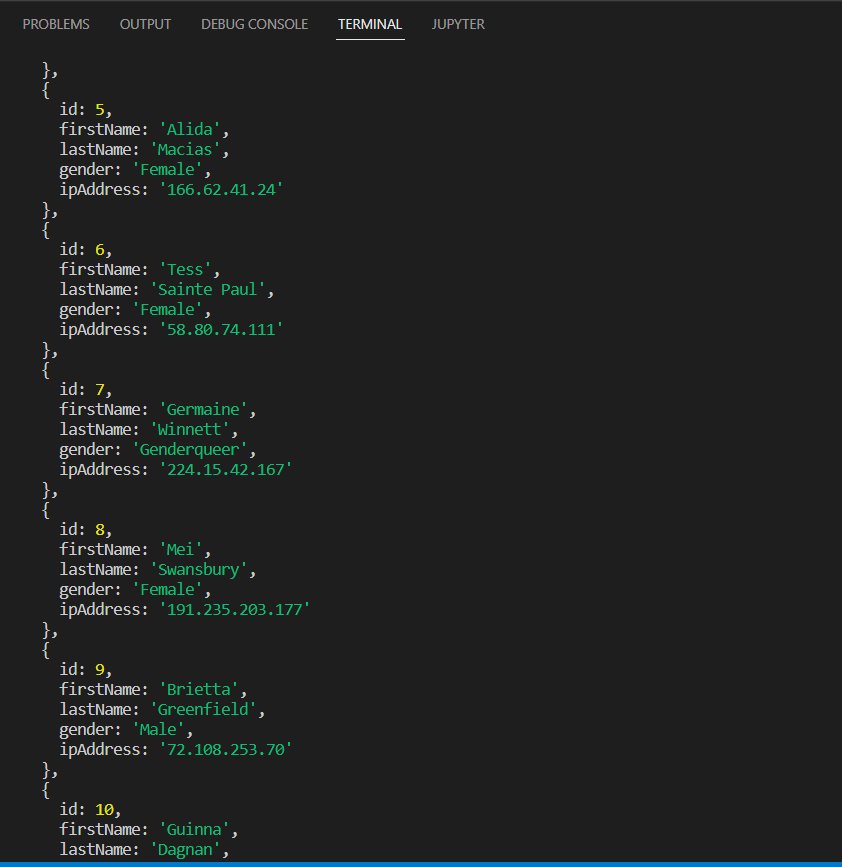 PROBLEMS OUTPUT DEBUG CONSOLE TERMINAL JUPYTER
},
{
id: 5,
firstName: 'Alida',
lastName: 'Macias',
gender: 'Female',
ipAddress: '166.62.41.24'
},
{
id: 6,
firstName: 'Tess',
lastName: 'Sainte Paul',
gender: 'Female',
ipAddress: '58.80.74.111'
},
{
id: 7,
firstName: 'Germaine',
lastName: 'Winnett',
gender: 'Genderqueer',
ipAddress: '224.15.42.167'
},
{
id: 8,
firstName: 'Mei',
lastName: 'Swansbury',
gender: 'Female',
ipAddress: '191.235.203.177'
},
{
id: 9,
firstName: 'Brietta',
lastName: 'Greenfield',
gender: 'Male',
ipAddress: '72.108.253.70'
},
{
id: 10,
firstName: 'Guinna',
lastName: 'Dagnan',